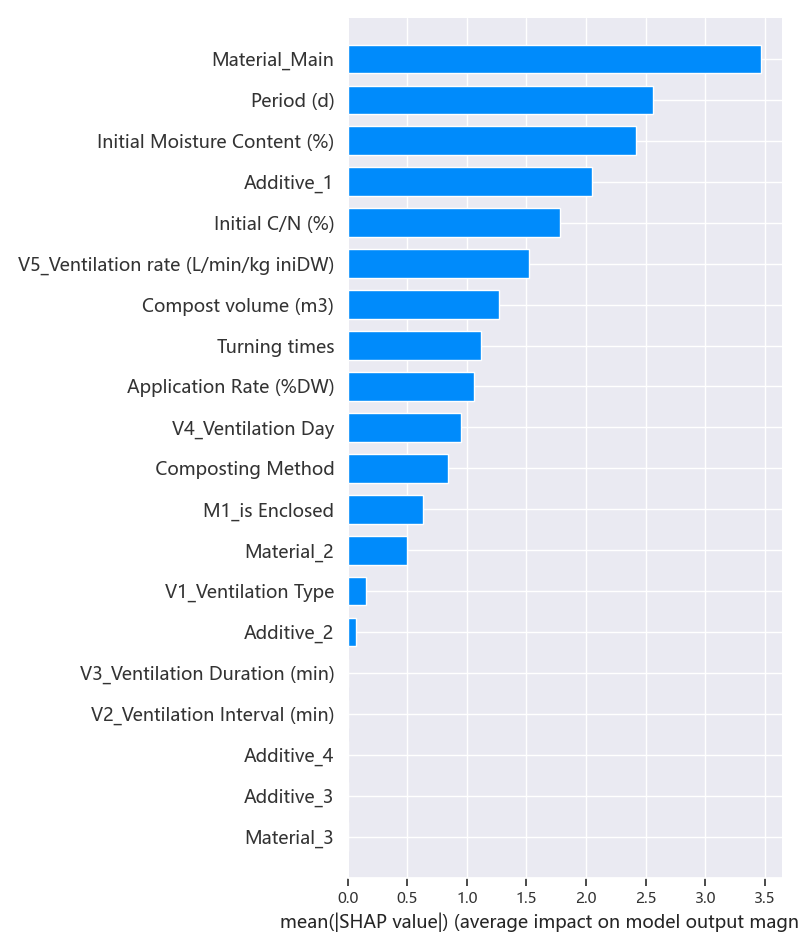 Material_Main
Period (d)
Initial Moisture Content (%)
Additive_1
Initial C/N (%)
V5_Ventilation rate (L/min/kg iniDW)
Compost volume (m3)
Turning times
Application Rate (%DW)
V4_Ventilation Day
Composting Method
M1_is Enclosed
Material_2
V1_Ventilation Type
Additive_2
V3_Ventilation Duration (min)
V2_Ventilation Interval (min)
Additive_4
Additive_3
Material_3
0.0 0.5 1.0 1.5 2.0 2.5 3.0 3.5
mean(|SHAP value|) (average impact on model output magn